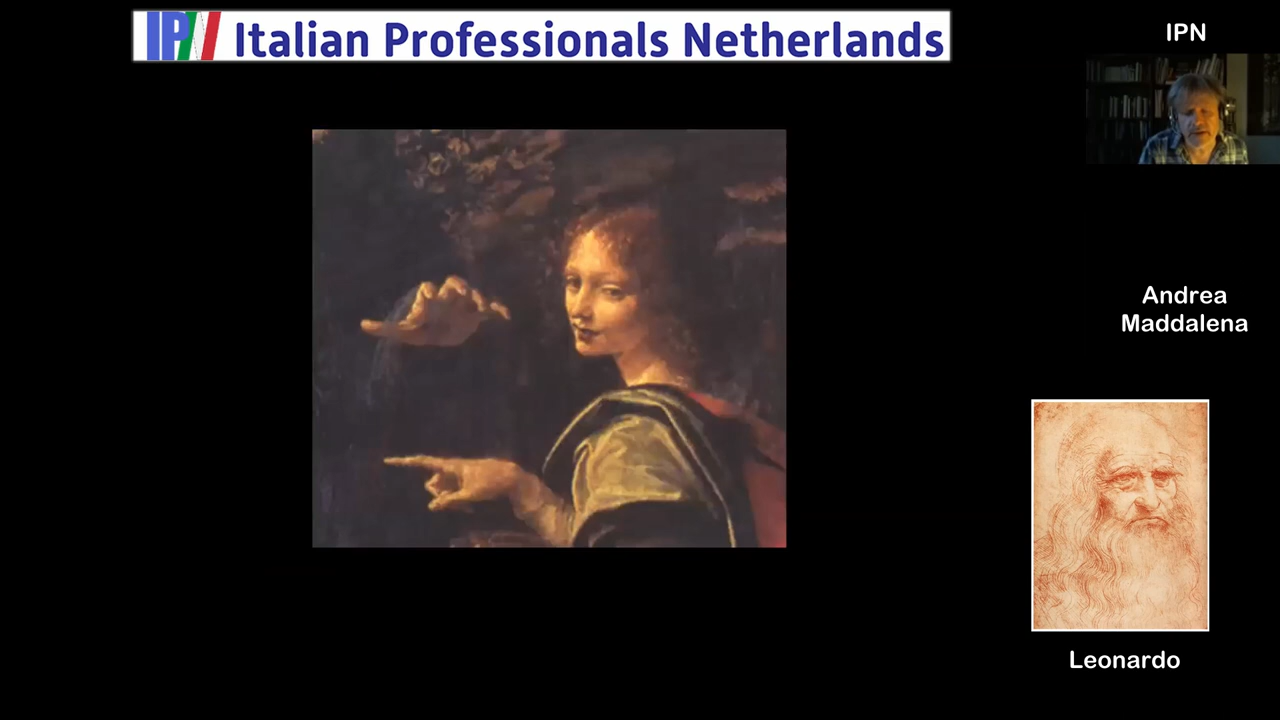 IPN Italian Professionals Netherlands
IPN
Andrea
Maddalena
Leonardo